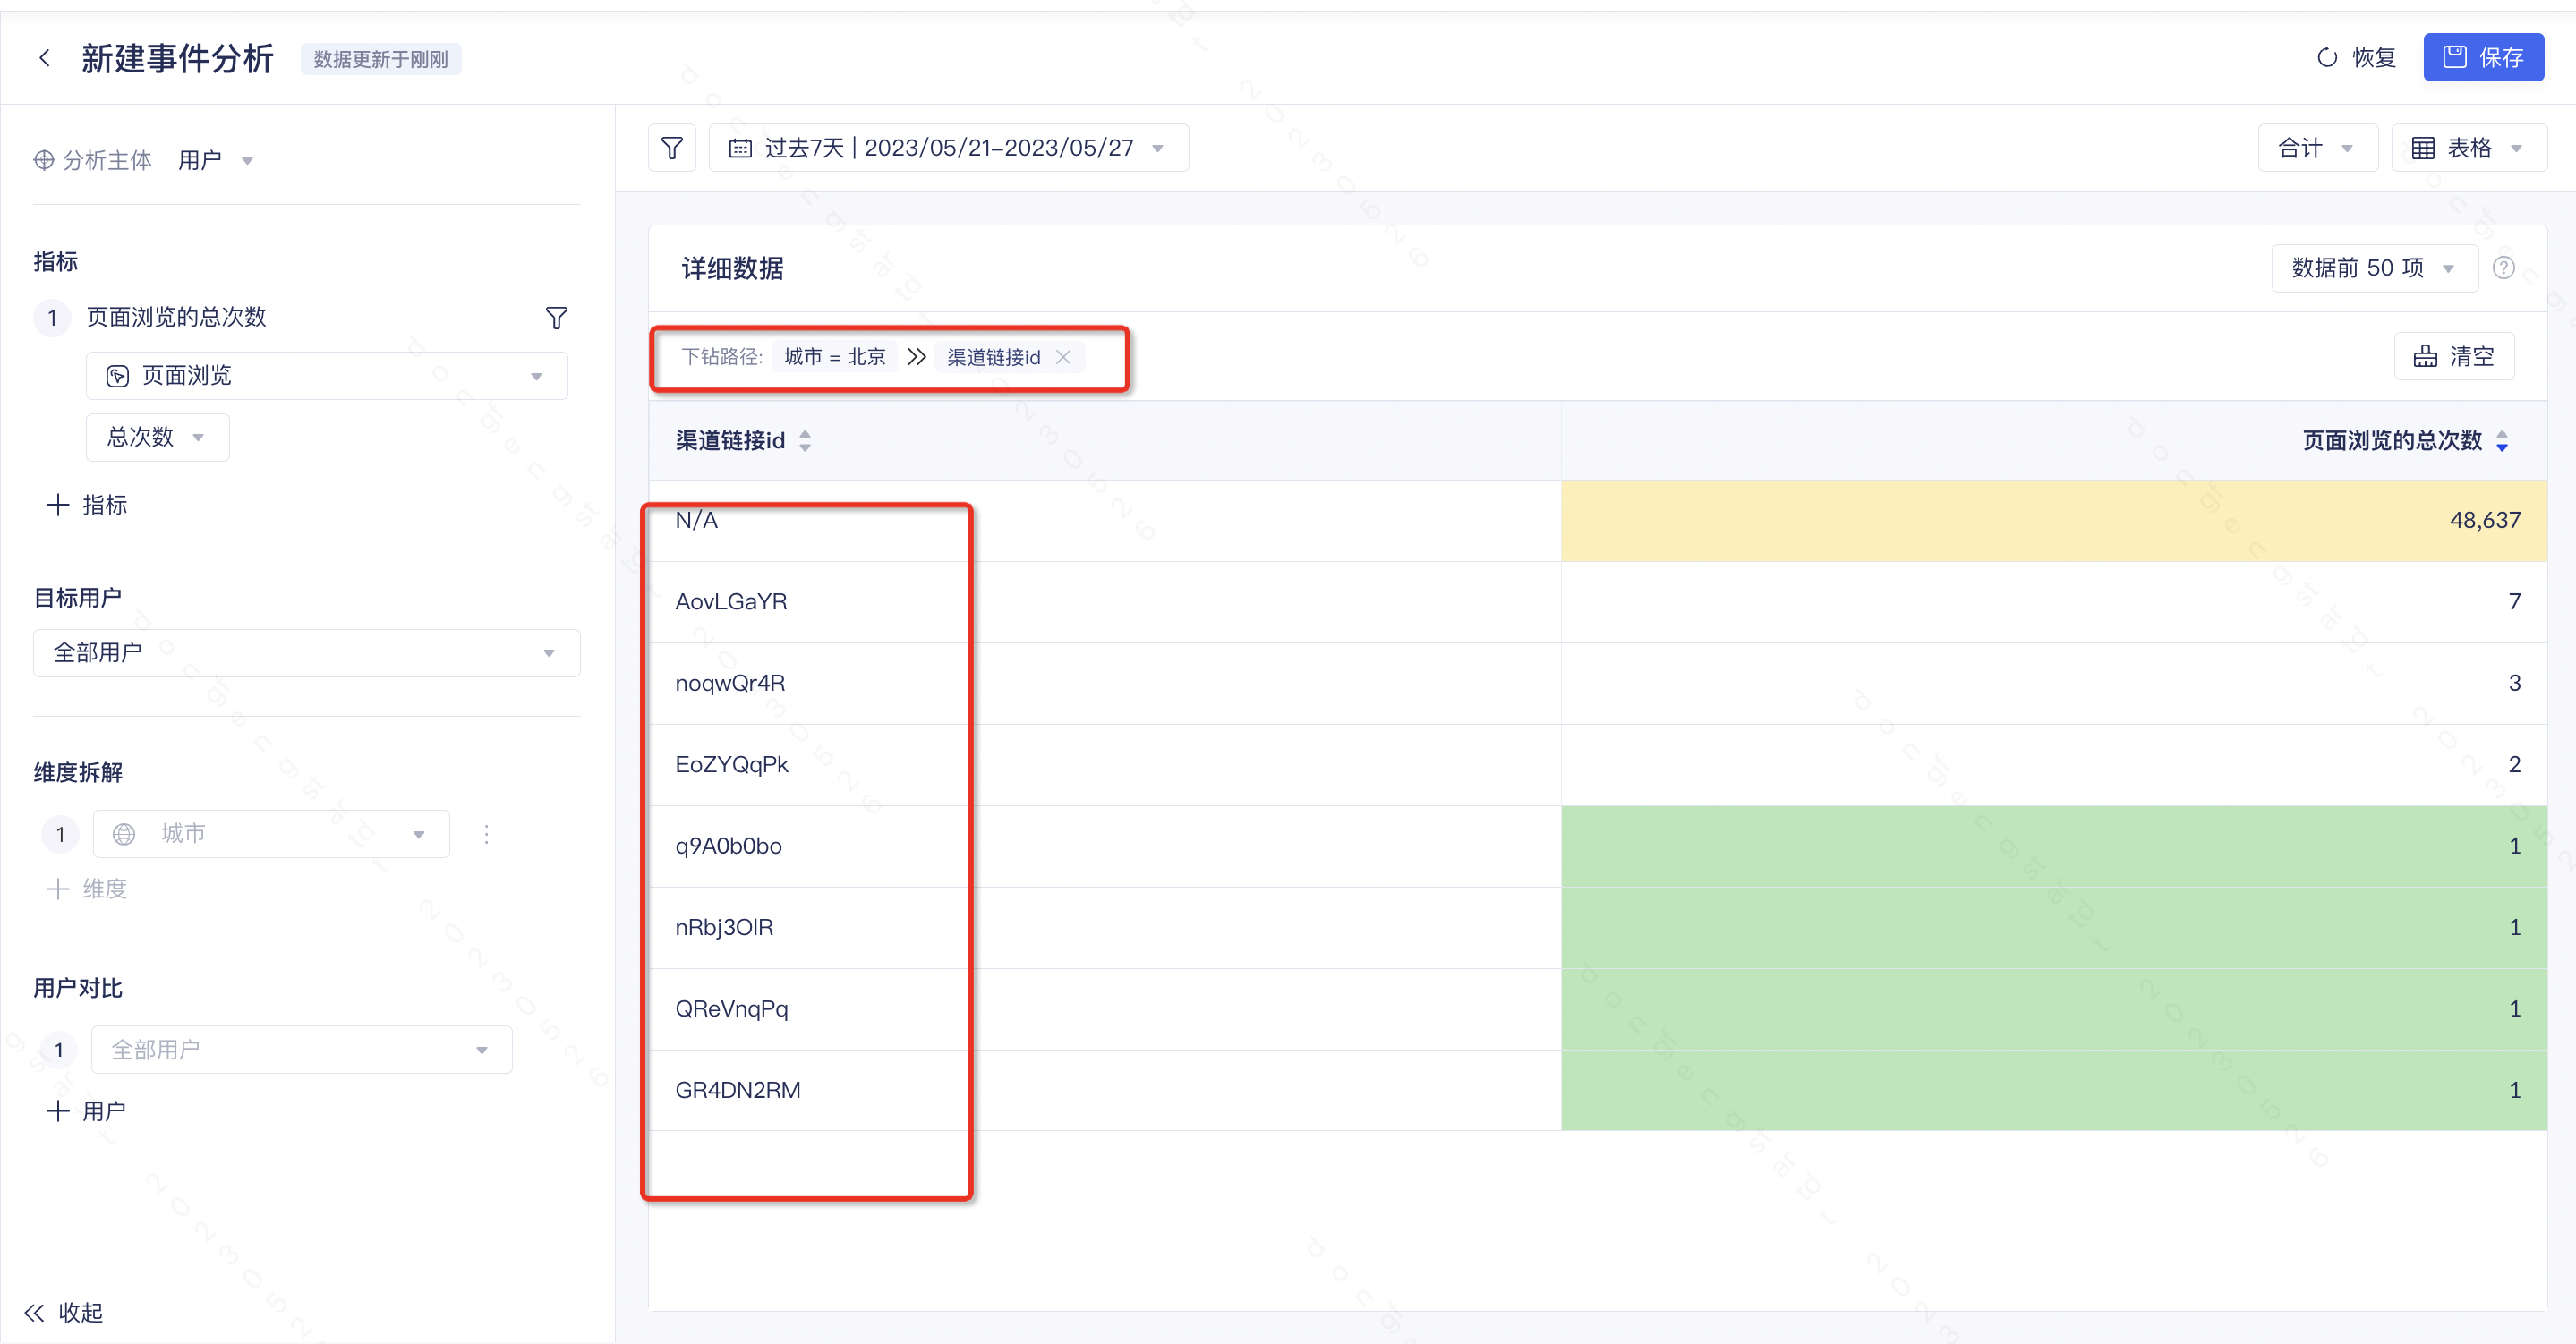 新建事件分析 数据更新于刚刚 恢复 保存
分析主体 用户
过去7天 | 2023/05/21-2023/05/27 合计 表格
指标
1 页面浏览的总次数
页面浏览
总次数
+ 指标
目标用户
全部用户
维度拆解
1 城市
+ 维度
用户对比
1 全部用户
+ 用户
收起
详细数据 数据前 50 项
下钻路径: 城市 = 北京 渠道链接id 清空
渠道链接id 页面浏览的总次数
N/A 48,637
AovLGaYR 7
noqwQr4R 3
EoZYQqPk 2
q9A0b0bo 1
nRbj3OlR 1
QReVnqPq 1
GR4DN2RM 1